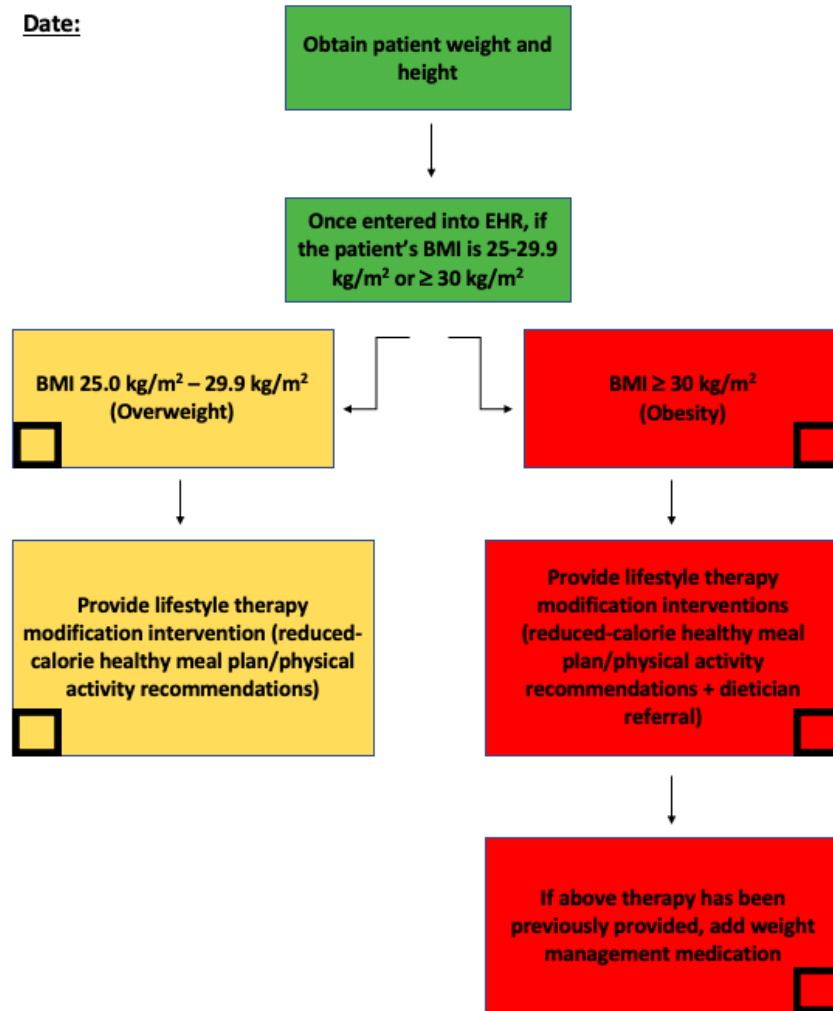 Date:
Obtain patient weight and
height
Once entered into EHR, if
the patient’s BMI is 25-29.9
kg/m² or ≥ 30 kg/m²
BMI 25.0 kg/m² – 29.9 kg/m²
(Overweight)
BMI ≥ 30 kg/m²
(Obesity)
Provide lifestyle therapy
modification intervention (reduced-
calorie healthy meal plan/physical
activity recommendations)
Provide lifestyle therapy
modification interventions
(reduced-calorie healthy meal
plan/physical activity
recommendations + dietician
referral)
If above therapy has been
previously provided, add weight
management medication